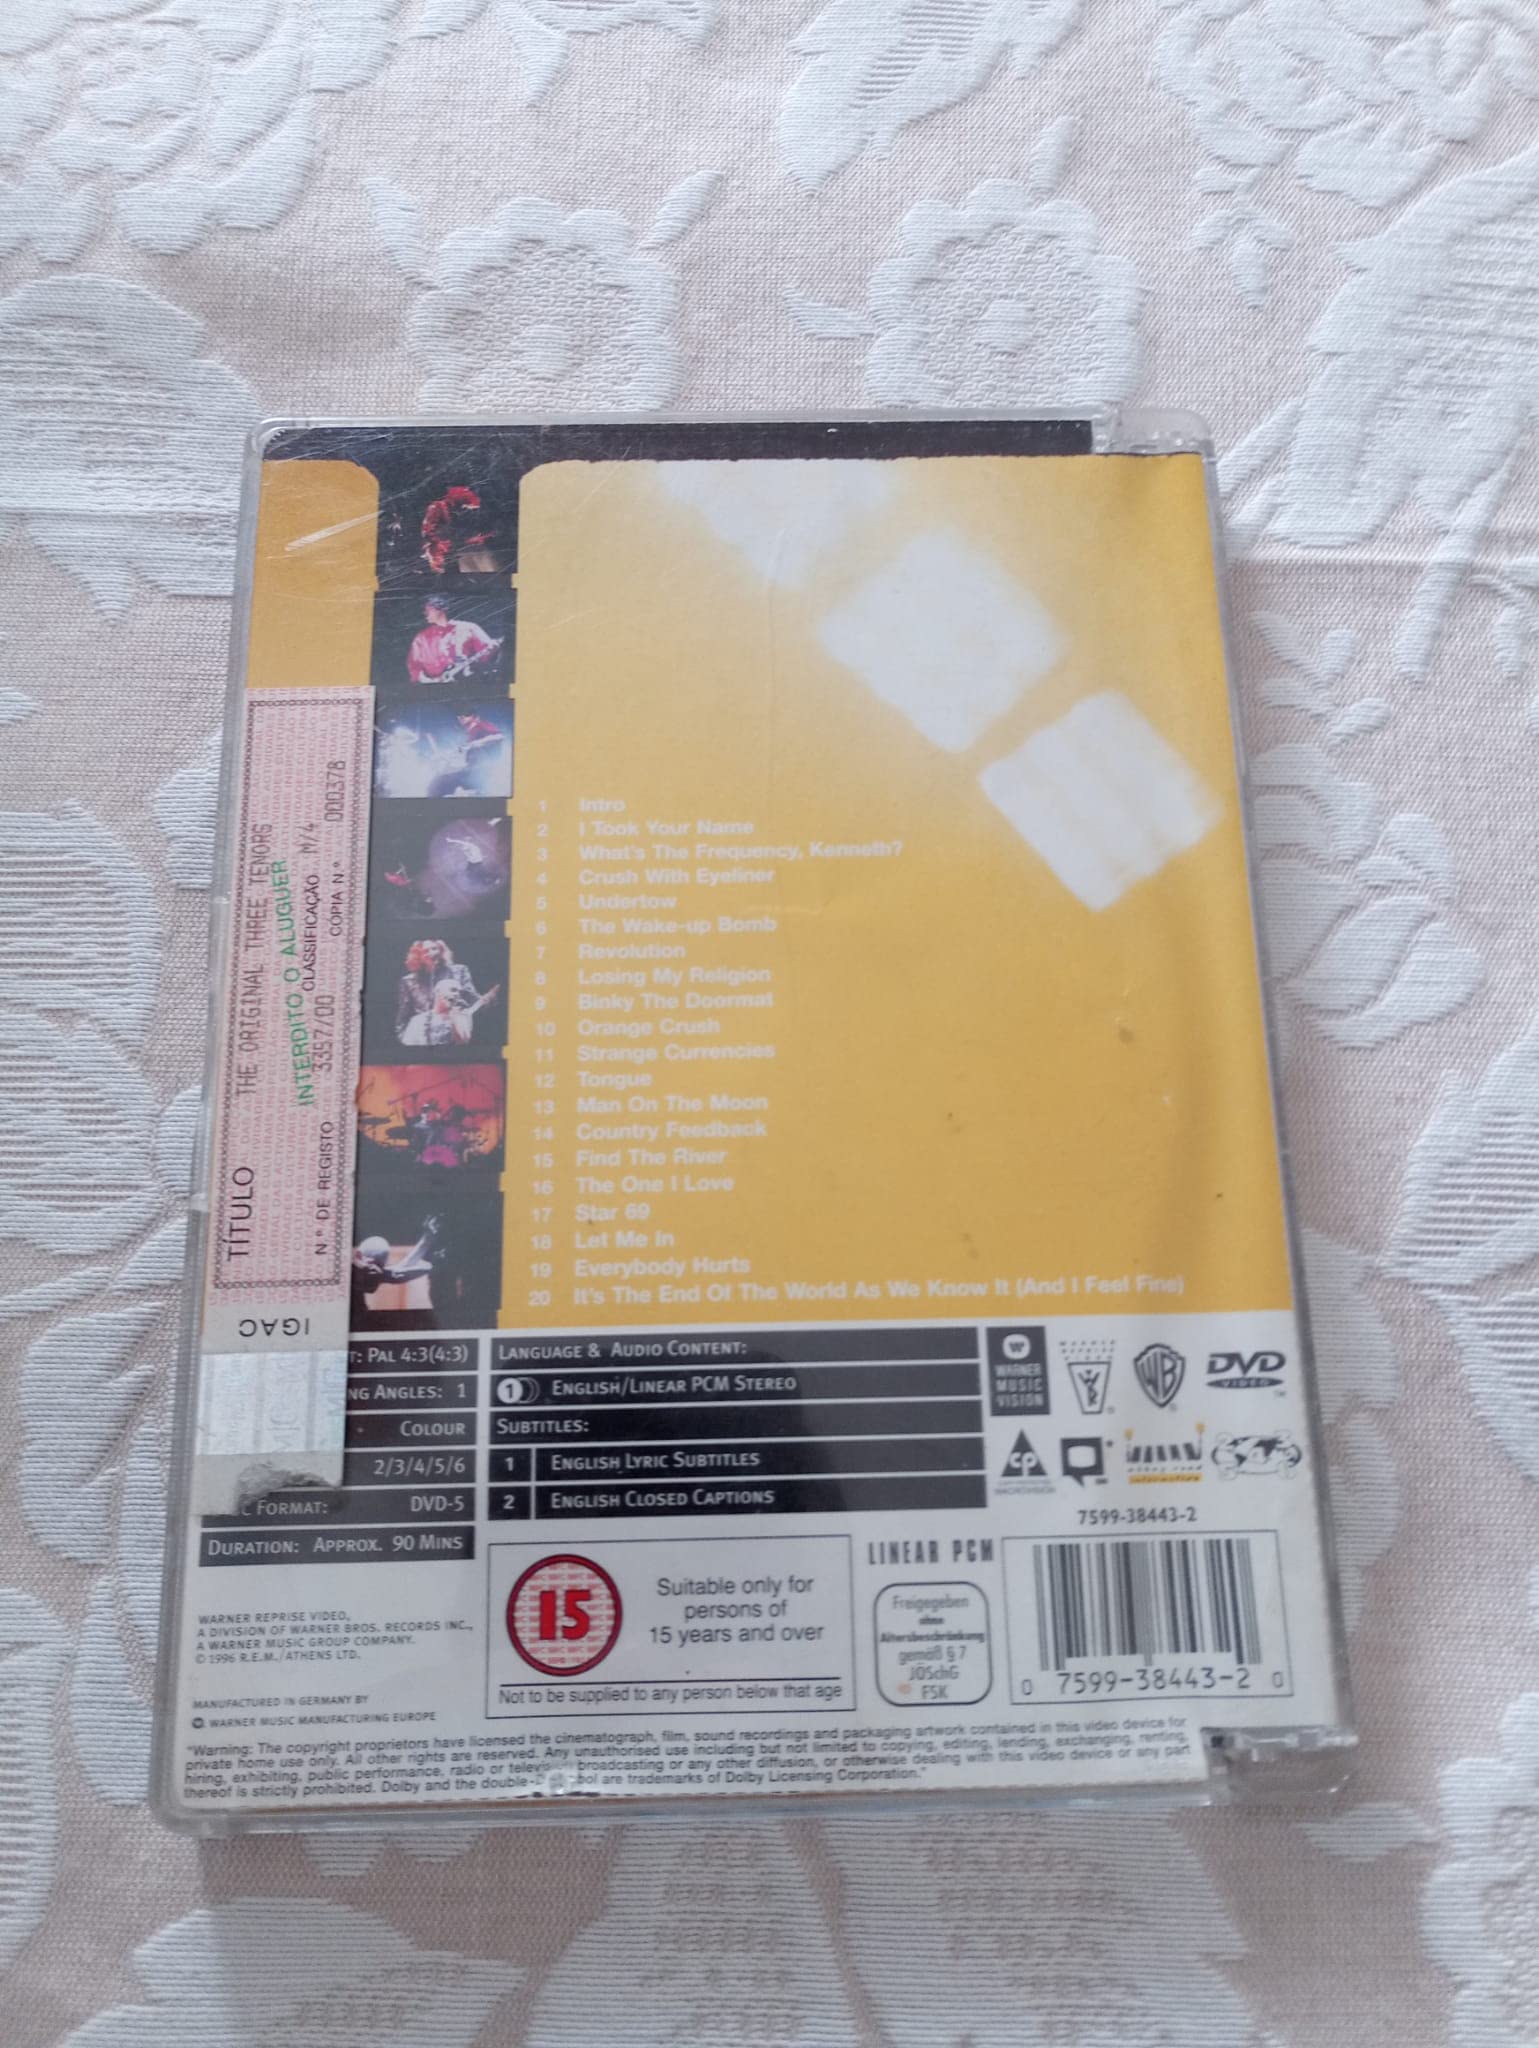 TÍTULO THE ORIGINAL THREE TENORS
INTERDITO O ALUGUER
Nº DE REGISTO 3357/00 CLASSIFICAÇÃO M/4
CÓPIA N.º 000378
IGAC
1 Intro
2 I Took Your Name
3 What's The Frequency, Kenneth?
4 Crush With Eyeliner
5 Undertow
6 The Wake-up Bomb
7 Revolution
8 Losing My Religion
9 Binky The Doormat
10 Orange Crush
11 Strange Currencies
12 Tongue
13 Man On The Moon
14 Country Feedback
15 Find The River
16 The One I Love
17 Star 69
18 Let Me In
19 Everybody Hurts
20 It's The End Of The World As We Know It (And I Feel Fine)
T: PAL 4:3(4:3)
NG ANGLES: 1
COLOUR
2/3/4/5/6
C FORMAT: DVD-5
DURATION: APPROX. 90 MINS
LANGUAGE & AUDIO CONTENT:
1 ENGLISH/LINEAR PCM STEREO
SUBTITLES:
1 ENGLISH LYRIC SUBTITLES
2 ENGLISH CLOSED CAPTIONS
WARNER MUSIC VISION
WARNER REPRISE VIDEO
WB
DVD VIDEO ™
cp
abbey road interactive
7599-38443-2
WARNER REPRISE VIDEO,
A DIVISION OF WARNER BROS. RECORDS INC.,
A WARNER MUSIC GROUP COMPANY.
© 1996 R.E.M./ATHENS LTD.
MANUFACTURED IN GERMANY BY
WARNER MUSIC MANUFACTURING EUROPE
15
Suitable only for
persons of
15 years and over
Not to be supplied to any person below that age
LINEAR PCM
Freigegeben
ohne
Altersbeschränkung
gemäß § 7
JÖSchG
FSK
0 7599-38443-2 0
"Warning: The copyright proprietors have licensed the cinematograph, film, sound recordings and packaging artwork contained in this video device for
private home use only. All other rights are reserved. Any unauthorised use including but not limited to copying, editing, lending, exchanging, renting,
hiring, exhibiting, public performance, radio or broadcasting or any other diffusion, or otherwise dealing with this video device or any part
thereof is strictly prohibited. Dolby and the double-D are trademarks of Dolby Licensing Corporation."